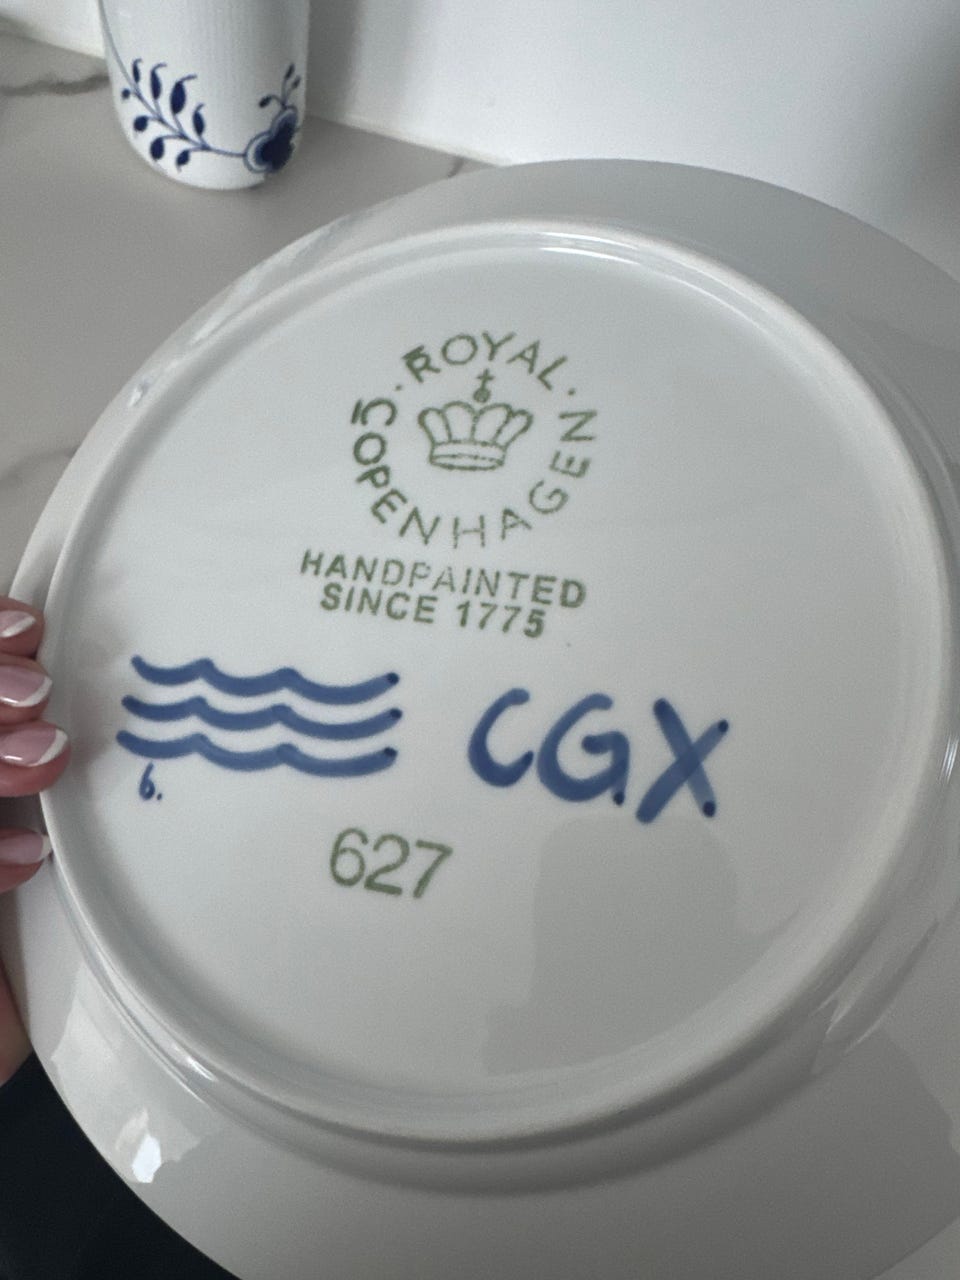 ROYAL
COPENHAGEN
HANDPAINTED
SINCE 1775
CGX
6.
627